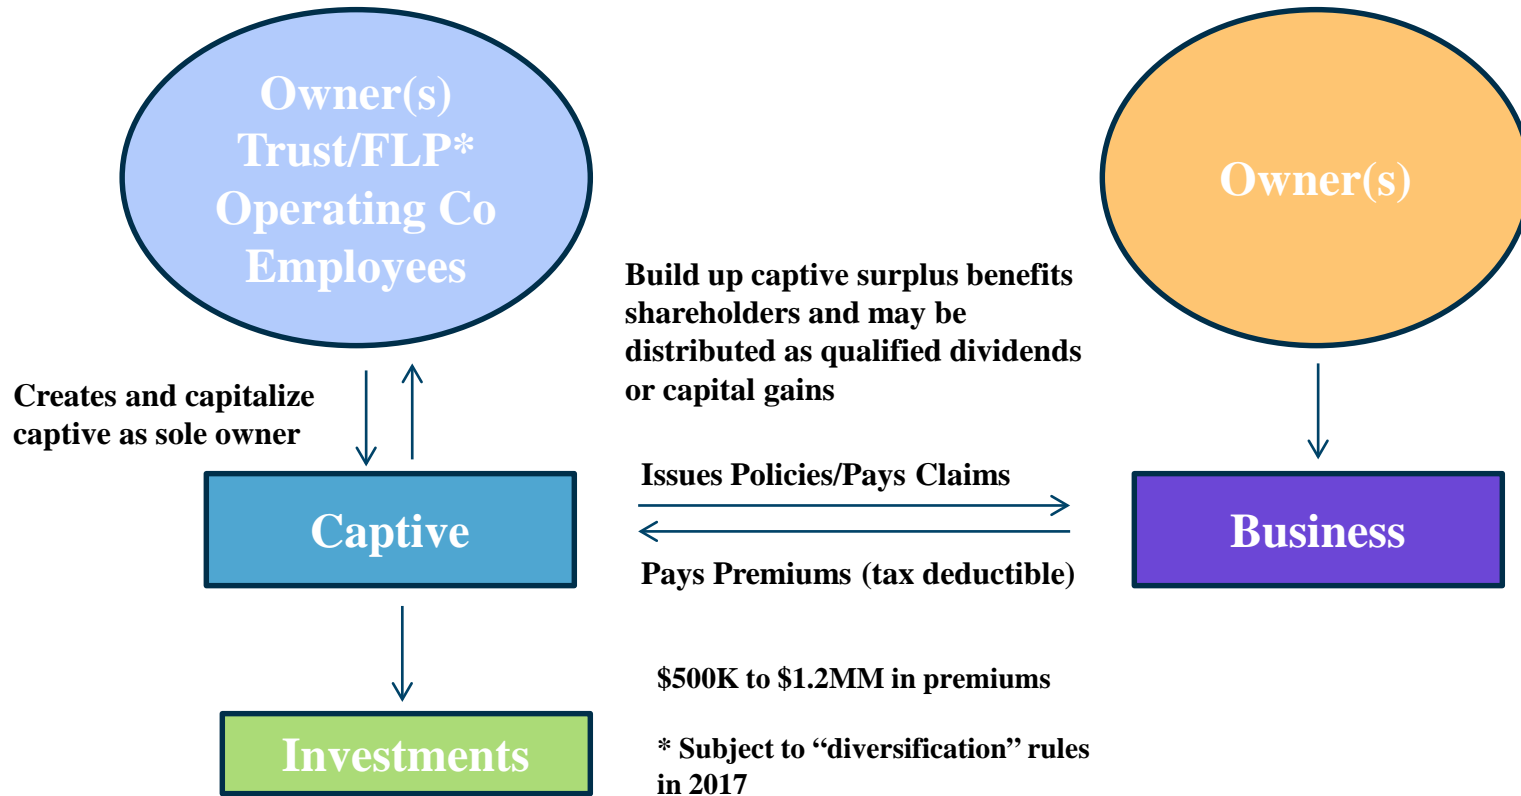 Owner(s)
Trust/FLP*
Operating Co
Employees
Owner(s)
Build up captive surplus benefits
shareholders and may be
distributed as qualified dividends
or capital gains
Creates and capitalize
captive as sole owner
Captive
Issues Policies/Pays Claims
Pays Premiums (tax deductible)
Business
$500K to $1.2MM in premiums
Investments
* Subject to “diversification” rules
in 2017